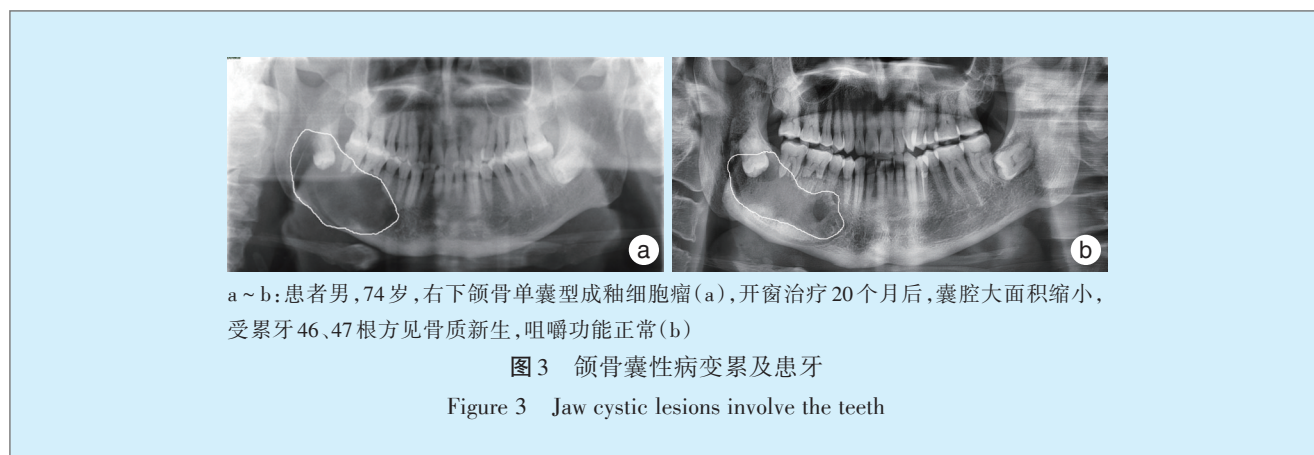 a
b
a~b:患者男,74岁,右下颌骨单囊型成釉细胞瘤(a),开窗治疗20个月后,囊腔大面积缩小,
受累牙46、47根方见骨质新生,咀嚼功能正常(b)
图3 颌骨囊性病变累及患牙
Figure 3 Jaw cystic lesions involve the teeth